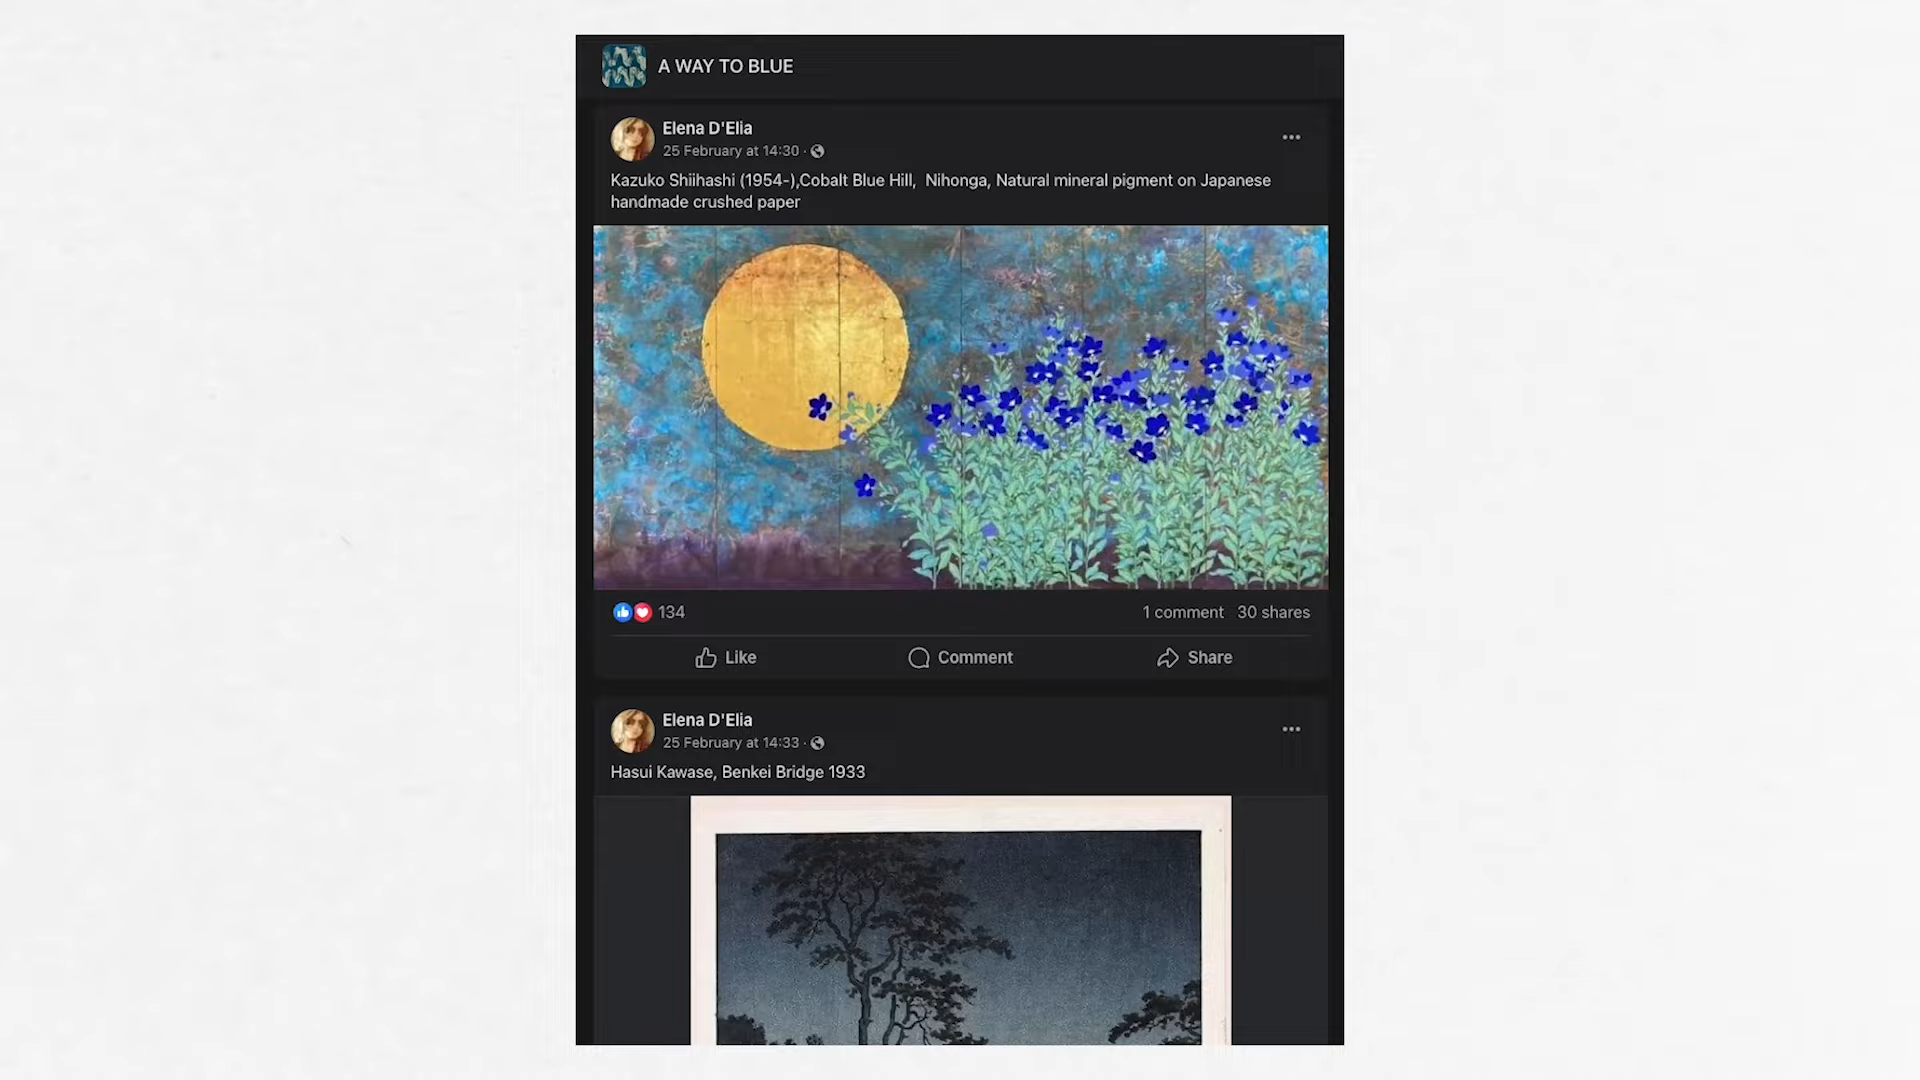 A WAY TO BLUE
Elena D'Elia
25 February at 14:30 ·
Kazuko Shiihashi (1954-),Cobalt Blue Hill,  Nihonga, Natural mineral pigment on Japanese
handmade crushed paper
134
1 comment 30 shares
Like Comment Share
Elena D'Elia
25 February at 14:33 ·
Hasui Kawase, Benkei Bridge 1933